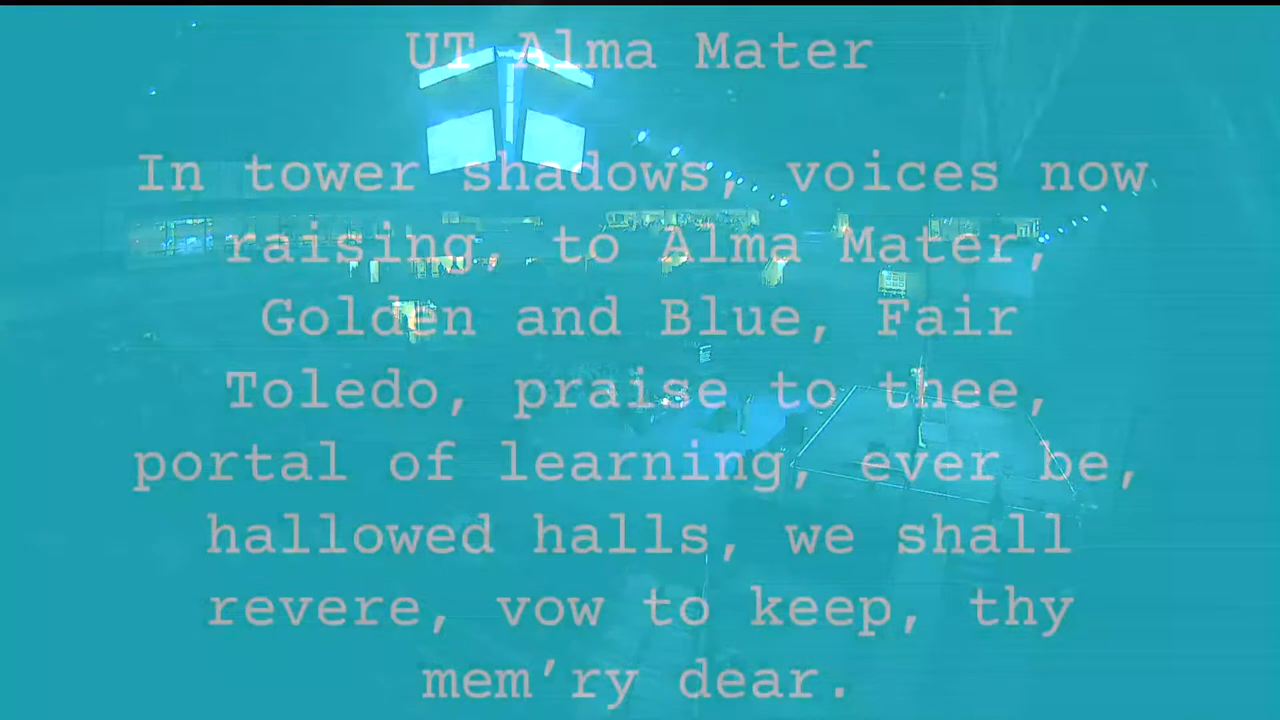 UT Alma Mater
In tower shadows, voices now
raising, to Alma Mater,
Golden and Blue, Fair
Toledo, praise to thee,
portal of learning, ever be,
hallowed halls, we shall
revere, vow to keep, thy
mem'ry dear.